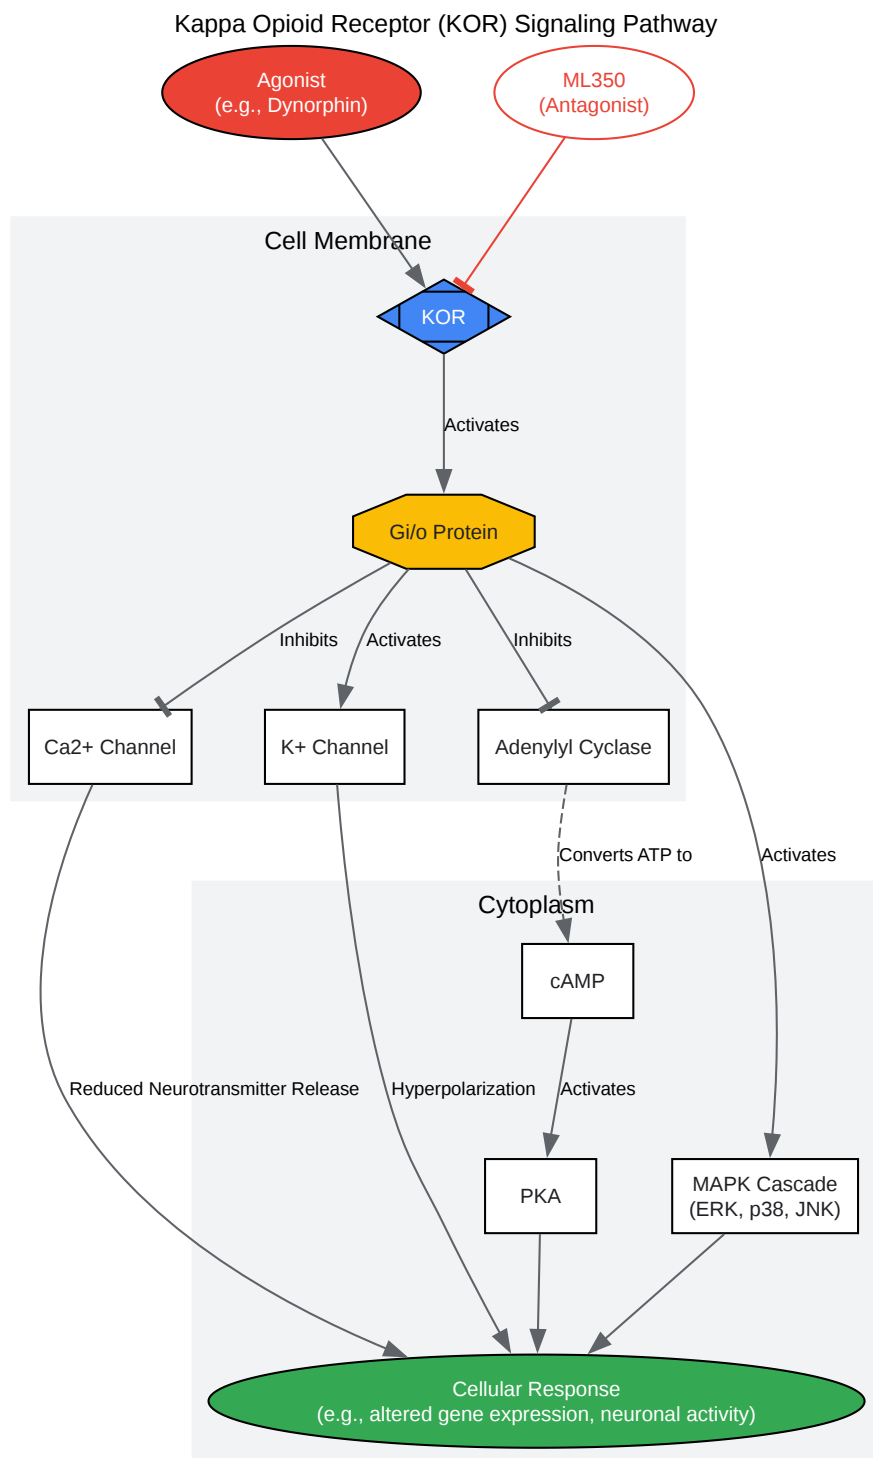 Kappa Opioid Receptor (KOR) Signaling Pathway
Agonist
(e.g., Dynorphin)
ML350
(Antagonist)
Cell Membrane
KOR
Activates
Gi/o Protein
Inhibits
Activates
Inhibits
Ca2+ Channel
K+ Channel
Adenylyl Cyclase
Converts ATP to
Activates
Cytoplasm
cAMP
Reduced Neurotransmitter Release
Hyperpolarization
Activates
PKA
MAPK Cascade
(ERK, p38, JNK)
Cellular Response
(e.g., altered gene expression, neuronal activity)